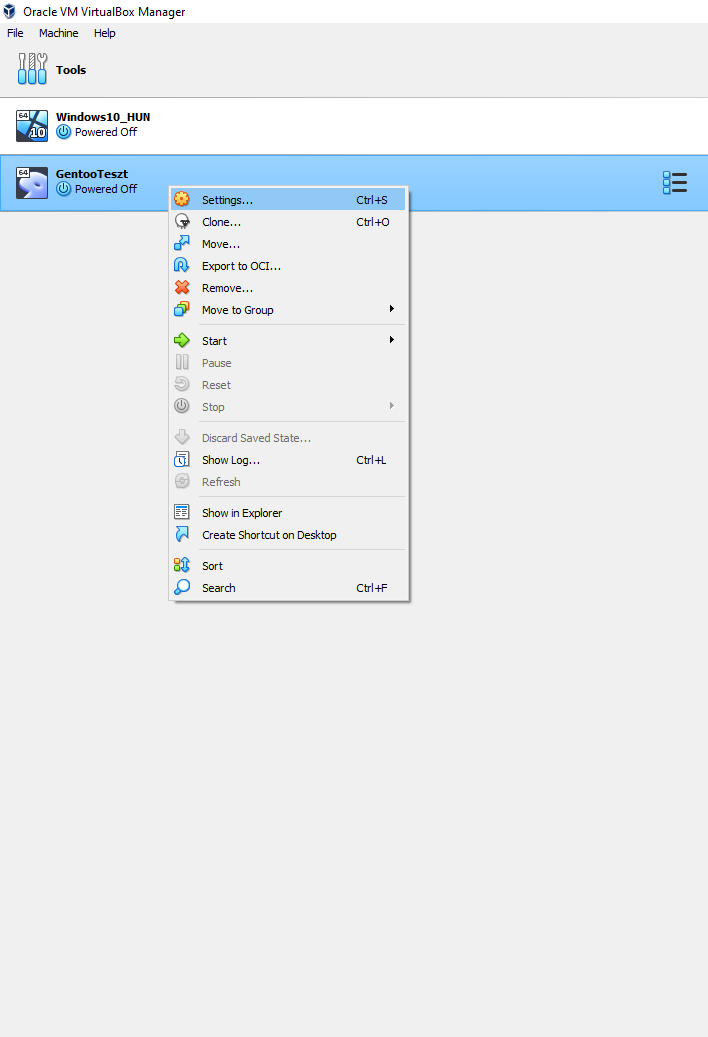 Oracle VM VirtualBox Manager
File Machine Help
Tools
64
10
Windows10_HUN
Powered Off
64
GentooTeszt
Powered Off
Settings... Ctrl+S
Clone... Ctrl+O
Move...
Export to OCI...
Remove...
Move to Group
Start
Pause
Reset
Stop
Discard Saved State...
Show Log... Ctrl+L
Refresh
Show in Explorer
Create Shortcut on Desktop
Sort
Search Ctrl+F